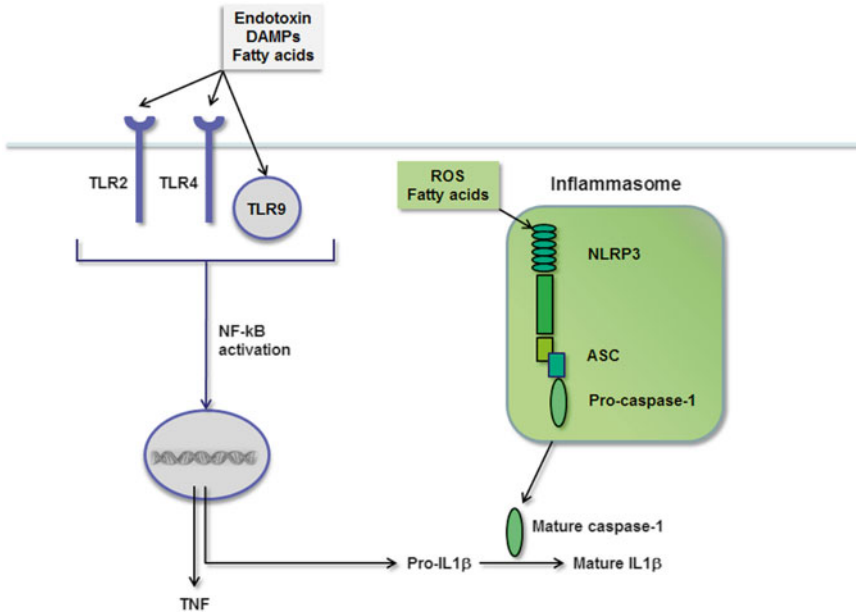 Endotoxin
DAMPs
Fatty acids
TLR2
TLR4
TLR9
ROS
Fatty acids
Inflammasome
NLRP3
NF-kB
activation
ASC
Pro-caspase-1
Mature caspase-1
Pro-IL1β
Mature IL1β
TNF